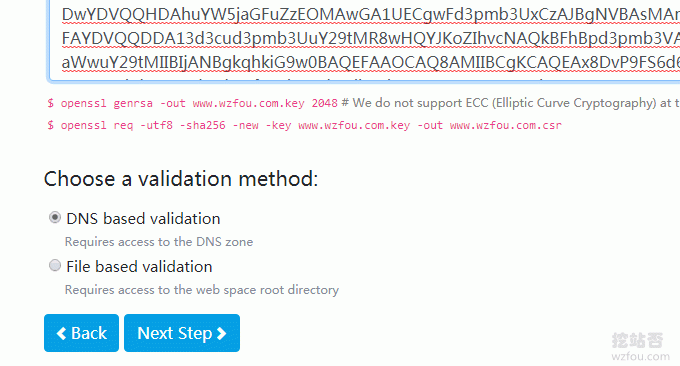 DwYDVQQHDAhuYW5jaGFuZzEOMAwGA1UECgwFd3pmb3UxCzAJBgNVBAsMAm
FAYDVQQDDA13d3cud3pmb3UuY29tMR8wHQYJKoZIhvcNAQkBFhBpd3pmb3VA
aWwuY29tMIIBIjANBgkqhkiG9w0BAQEFAAOCAQ8AMIIBCgKCAQEAx8DvP9FS6d6
$ openssl genrsa -out www.wzfou.com.key 2048 # We do not support ECC (Elliptic Curve Cryptography) at t
$ openssl req -utf8 -sha256 -new -key www.wzfou.com.key -out www.wzfou.com.csr
Choose a validation method:
DNS based validation
Requires access to the DNS zone
File based validation
Requires access to the web space root directory
Back Next Step
挖站否
wzfou.com